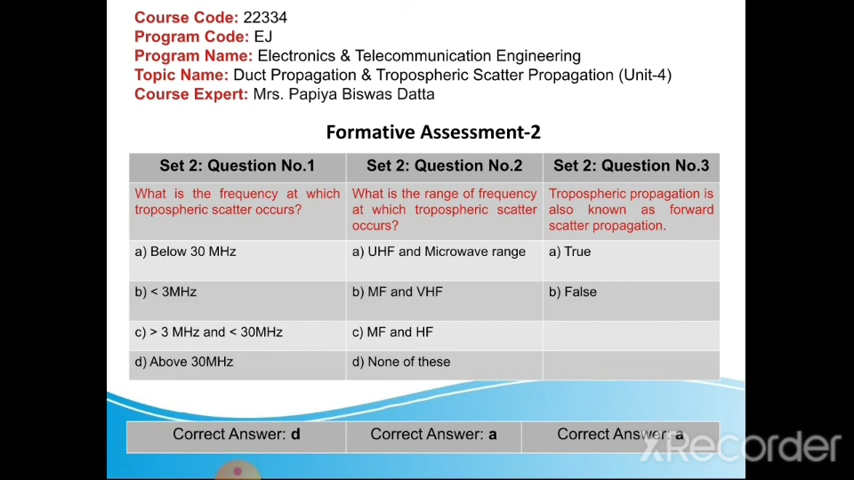 Course Code: 22334
Program Code: EJ
Program Name: Electronics & Telecommunication Engineering
Topic Name: Duct Propagation & Tropospheric Scatter Propagation (Unit-4)
Course Expert: Mrs. Papiya Biswas Datta
Formative Assessment-2
Set 2: Question No.1
Set 2: Question No.2
Set 2: Question No.3
What is the frequency at which
tropospheric scatter occurs?
What is the range of frequency
at which tropospheric scatter
occurs?
Tropospheric propagation is
also known as forward
scatter propagation.
a) Below 30 MHz
a) UHF and Microwave range
a) True
b) < 3MHz
b) MF and VHF
b) False
c) > 3 MHz and < 30MHz
c) MF and HF
d) Above 30MHz
d) None of these
Correct Answer: d
Correct Answer: a
Correct Answer: a
XRecorder